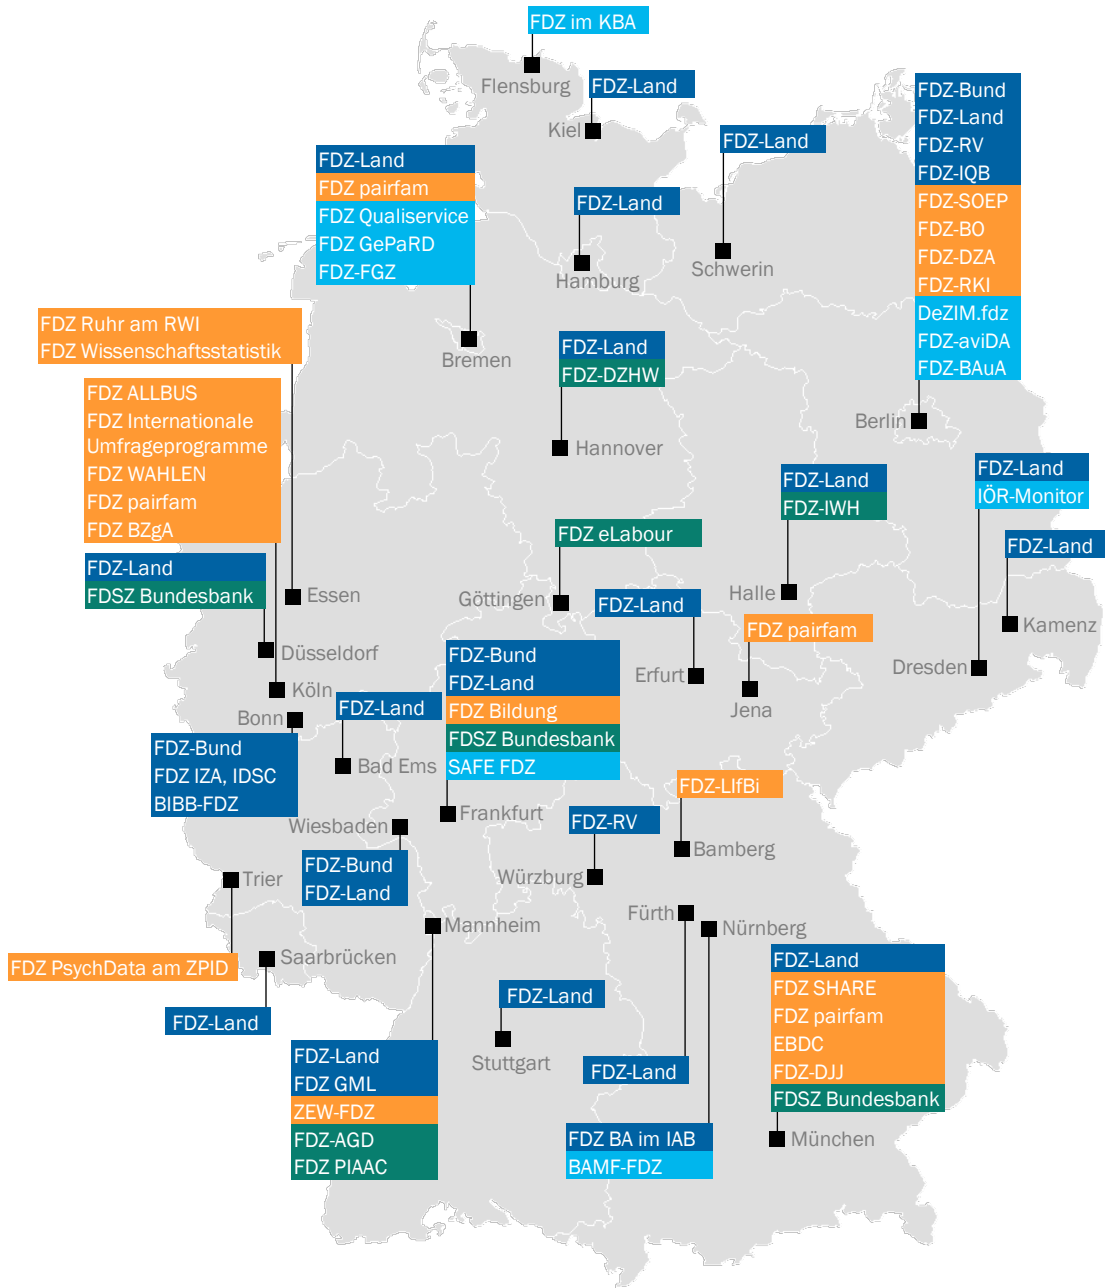 FDZ im KBA
Flensburg
FDZ-Land
Kiel
FDZ-Land
Schwerin
FDZ-Bund
FDZ-Land
FDZ-RV
FDZ-IQB
FDZ-SOEP
FDZ-BO
FDZ-DZA
FDZ-RKI
DeZIM.fdz
FDZ-aviDA
FDZ-BAuA
Berlin
FDZ-Land
FDZ pairfam
FDZ Qualiservice
FDZ GePaRD
FDZ-FGZ
Bremen
FDZ-Land
Hamburg
FDZ Ruhr am RWI
FDZ Wissenschaftsstatistik
Essen
FDZ-Land
FDZ-DZHW
Hannover
FDZ ALLBUS
FDZ Internationale
Umfrageprogramme
FDZ WAHLEN
FDZ pairfam
FDZ BZgA
Köln
FDZ-Land
FDSZ Bundesbank
Düsseldorf
FDZ-Land
FDZ-IWH
Halle
FDZ-Land
IÖR-Monitor
Dresden
FDZ-Land
Kamenz
FDZ eLabour
Göttingen
FDZ-Land
Erfurt
FDZ pairfam
Jena
Bonn
FDZ-Bund
FDZ IZA, IDSC
BIBB-FDZ
FDZ-Land
Bad Ems
FDZ-Bund
FDZ-Land
FDZ Bildung
FDSZ Bundesbank
SAFE FDZ
Frankfurt
FDZ-LIfBi
Bamberg
FDZ-RV
Würzburg
Wiesbaden
FDZ-Bund
FDZ-Land
Trier
FDZ PsychData am ZPID
Saarbrücken
FDZ-Land
Mannheim
FDZ-Land
FDZ GML
ZEW-FDZ
FDZ-AGD
FDZ PIAAC
FDZ-Land
Stuttgart
Fürth
FDZ-Land
Nürnberg
FDZ BA im IAB
BAMF-FDZ
FDZ-Land
FDZ SHARE
FDZ pairfam
EBDC
FDZ-DJJ
FDSZ Bundesbank
München